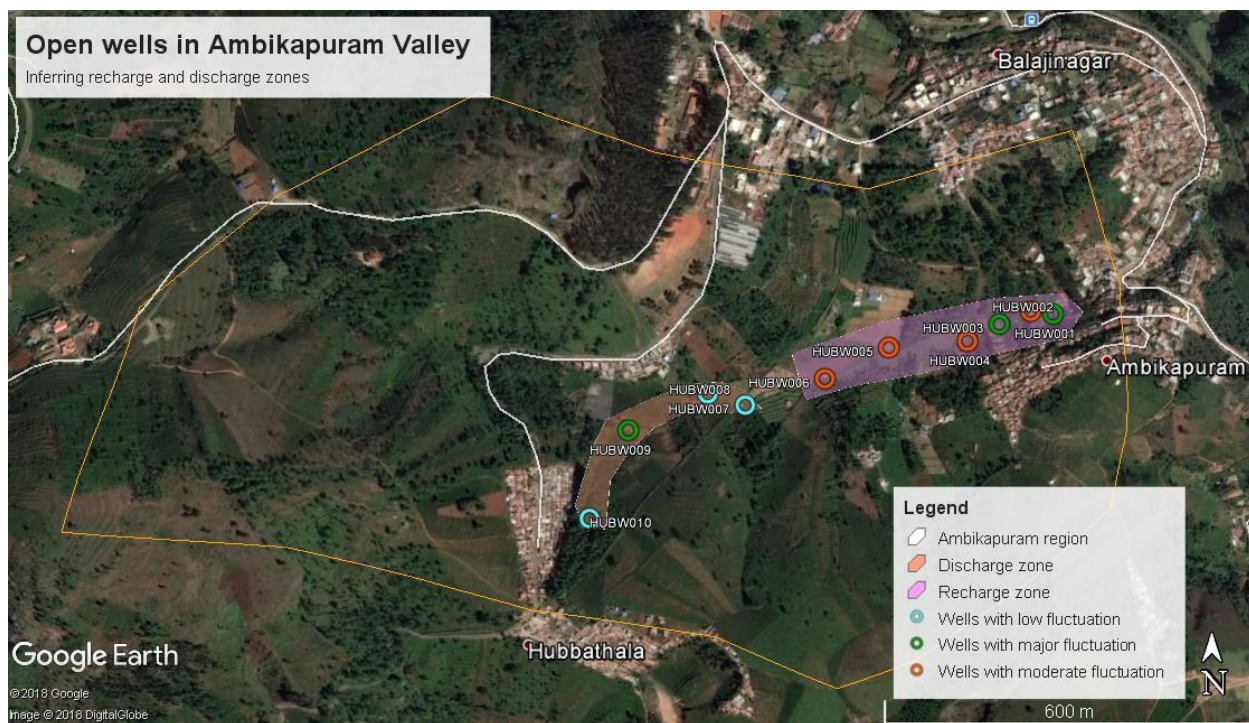 Open wells in Ambikapuram Valley
Inferring recharge and discharge zones
Balajinagar
HUBW002
HUBW003
HUBW001
HUBW005
HUBW004
Ambikapuram
HUBW006
HUBW008
HUBW007
HUBW009
HUBW010
Hubbathala
Legend
Ambikapuram region
Discharge zone
Recharge zone
Wells with low fluctuation
Wells with major fluctuation
Wells with moderate fluctuation
Google Earth
©2018 Google
Image © 2018 DigitalGlobe
600 m
N